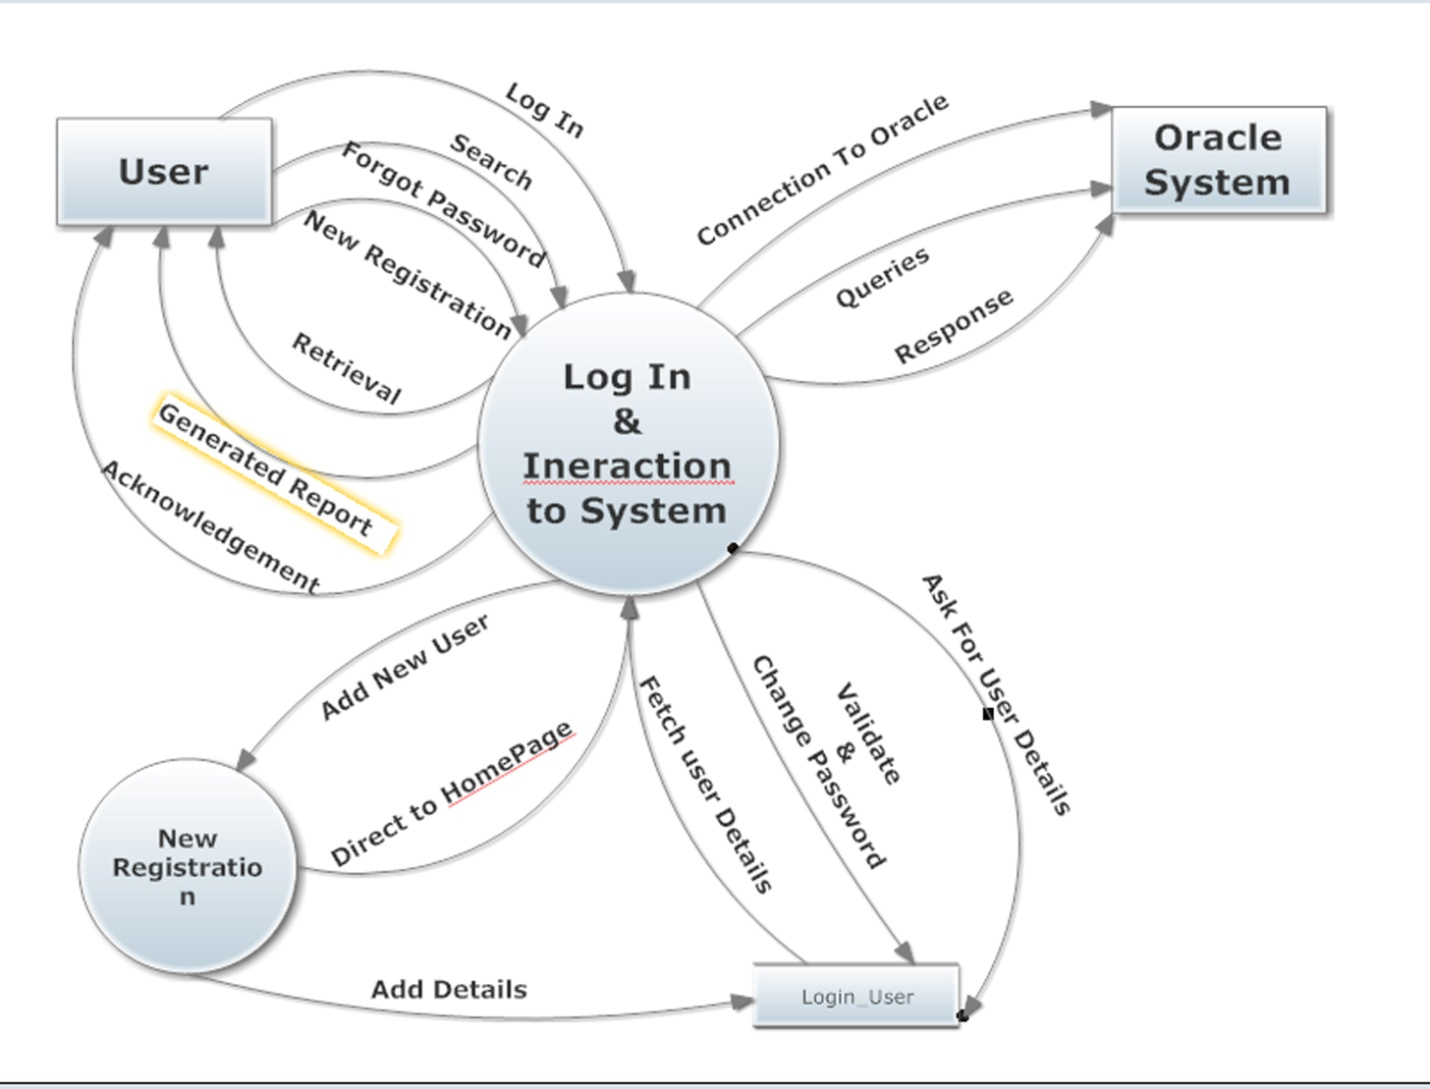 Log In
Search
Forgot Password
New Registration
Retrieval
Generated Report
Acknowledgement
User
Connection To Oracle
Queries
Response
Oracle
System
Log In
&
Ineraction
to System
Add New User
Direct to HomePage
Fetch user Details
Change Password
Validate
&
Ask For User Details
New
Registratio
n
Add Details
Login_User